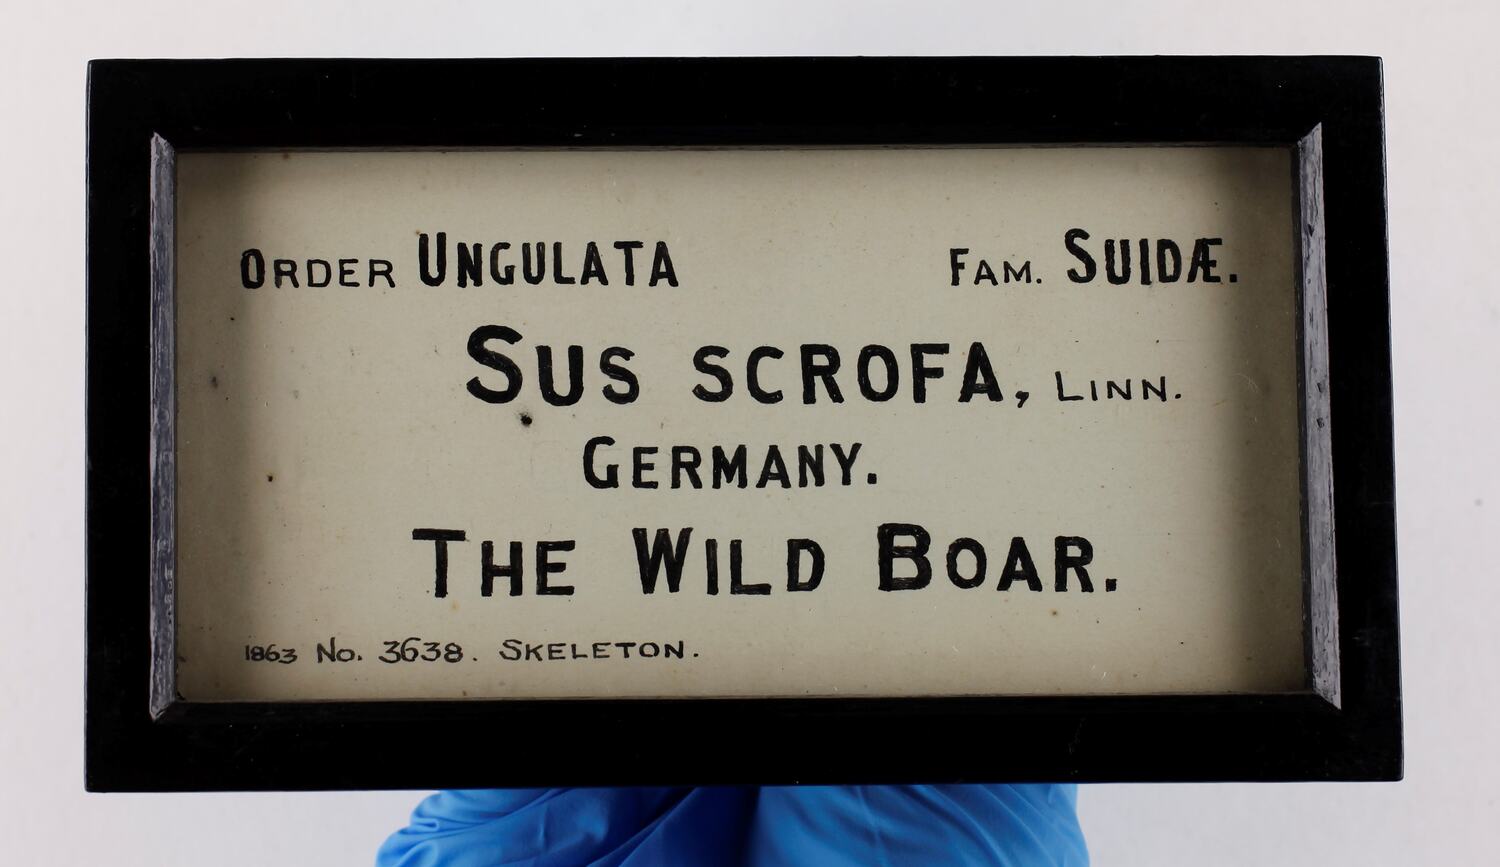 ORDER UNGULATA FAM. SUIDÆ.
SUS SCROFA, LINN.
GERMANY.
THE WILD BOAR.
1863 No. 3638. SKELETON.